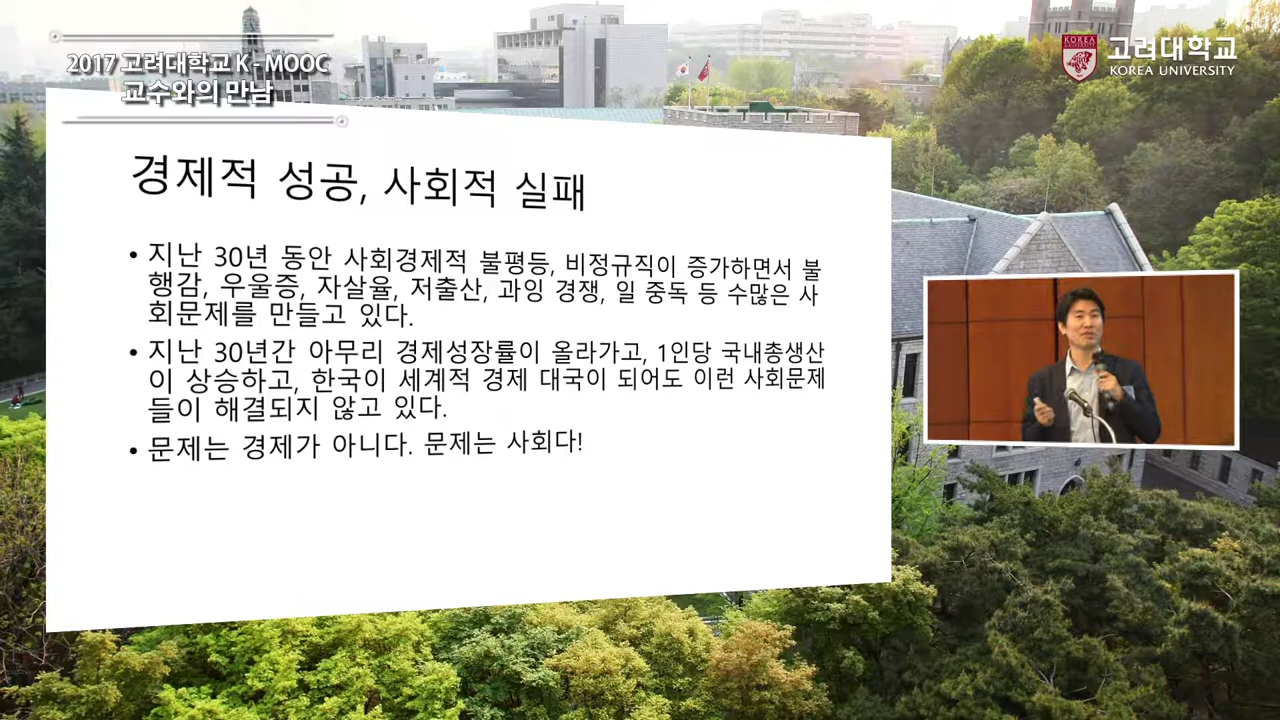 2017 고려대학교 K - MOOC
교수와의 만남
KOREA
고려대학교
KOREA UNIVERSITY
경제적 성공, 사회적 실패
• 지난 30년 동안 사회경제적 불평등, 비정규직이 증가하면서 불
행감, 우울증, 자살율, 저출산, 과잉 경쟁, 일 중독 등 수많은 사
회문제를 만들고 있다.
• 지난 30년간 아무리 경제성장률이 올라가고, 1인당 국내총생산
이 상승하고, 한국이 세계적 경제 대국이 되어도 이런 사회문제
들이 해결되지 않고 있다.
• 문제는 경제가 아니다. 문제는 사회다!